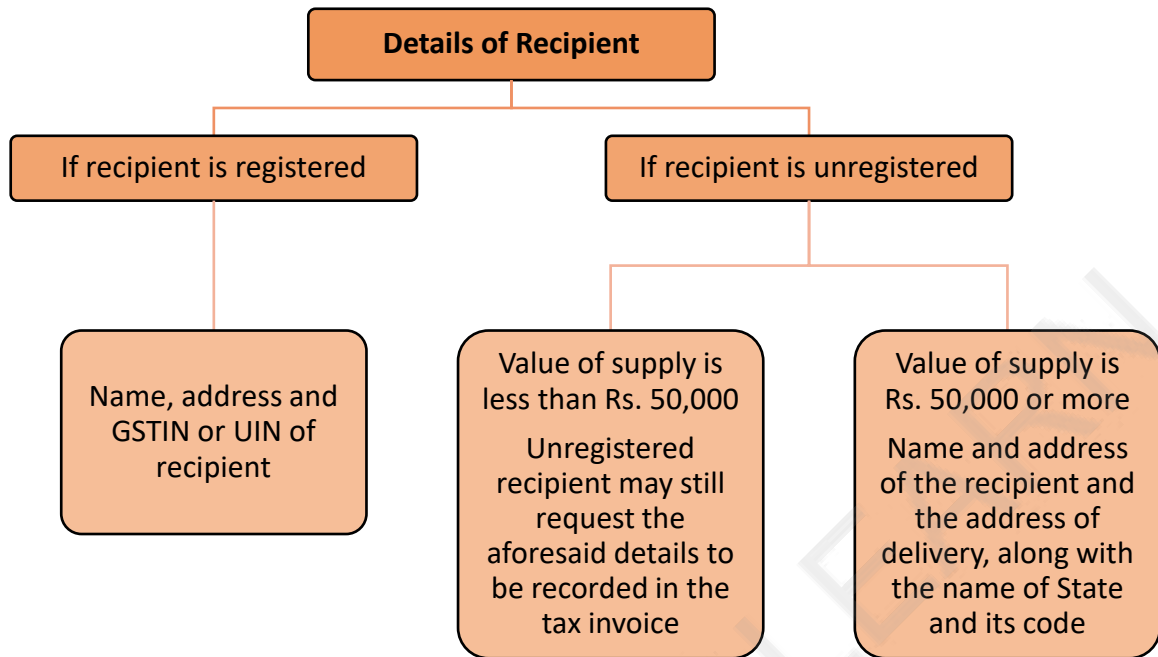 Details of Recipient
If recipient is registered
If recipient is unregistered
Name, address and
GSTIN or UIN of
recipient
Value of supply is
less than Rs. 50,000
Unregistered
recipient may still
request the
aforesaid details to
be recorded in the
tax invoice
Value of supply is
Rs. 50,000 or more
Name and address
of the recipient and
the address of
delivery, along with
the name of State
and its code